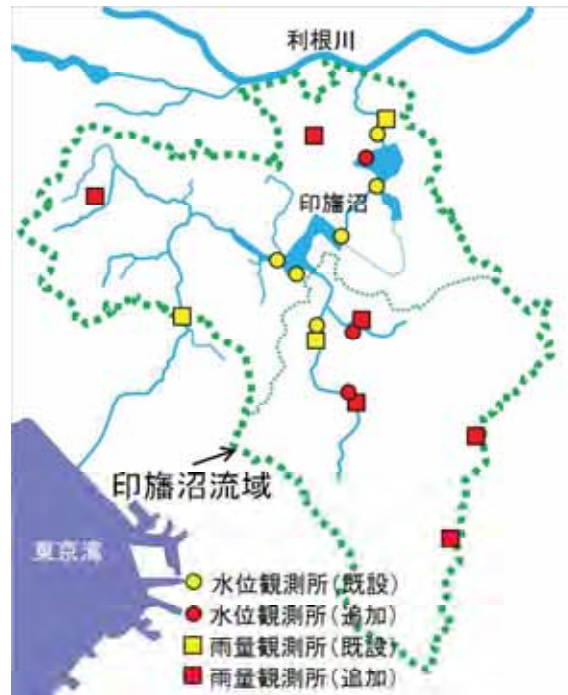 利根川
印旛沼
印旛沼流域
東京湾
水位観測所(既設)
水位観測所(追加)
雨量観測所(既設)
雨量観測所(追加)